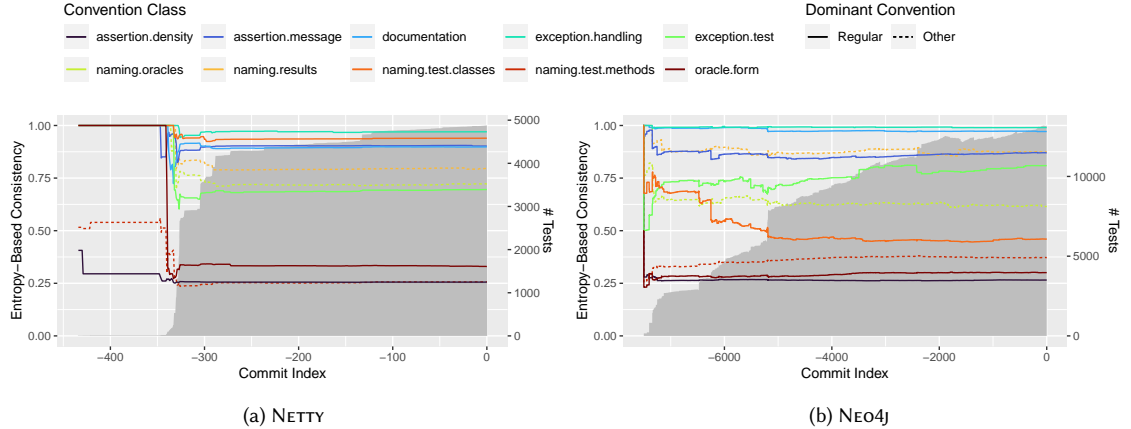 Convention Class
Dominant Convention
assertion.density
assertion.message
documentation
exception.handling
exception.test
Regular
Other
naming.oracles
naming.results
naming.test.classes
naming.test.methods
oracle.form
1.00
0.75
0.50
0.25
0.00
Entropy−Based Consistency
5000
4000
3000
2000
1000
0
# Tests
−400
−300
−200
−100
0
Commit Index
(a) Netty
1.00
0.75
0.50
0.25
0.00
Entropy−Based Consistency
10000
5000
0
# Tests
−6000
−4000
−2000
0
Commit Index
(b) Neo4j